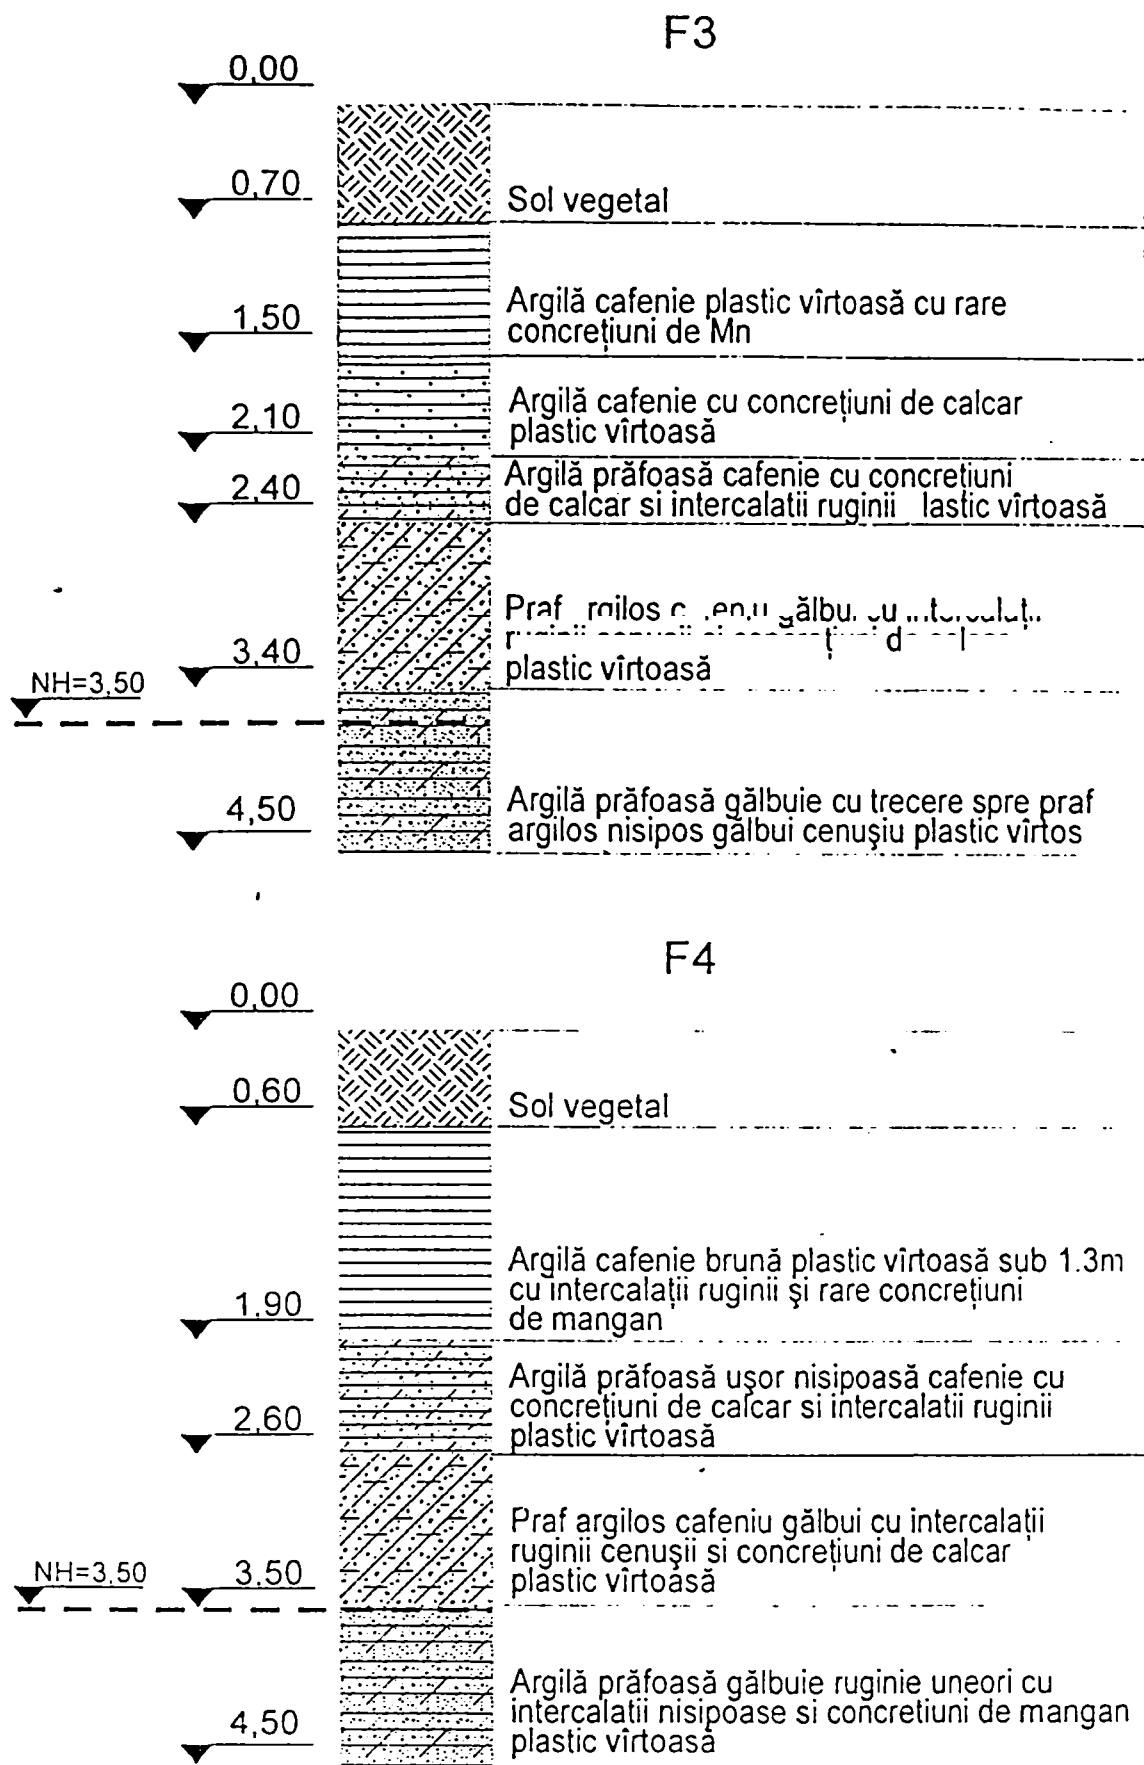 F3
0,00
0,70
Sol vegetal
1,50
Argilă cafenie plastic vîrtoasă cu rare
concrețiuni de Mn
2,10
Argilă cafenie cu concrețiuni de calcar
plastic vîrtoasă
2,40
Argilă prăfoasă cafenie cu concrețiuni
de calcar si intercalatii ruginii lastic vîrtoasă
Praf gălbui cu
3,40
plastic vîrtoasă
NH=3,50
4,50
Argilă prăfoasă gălbuie cu trecere spre praf
argilos nisipos gălbui cenuşiu plastic vîrtos
F4
0,00
0,60
Sol vegetal
1,90
Argilă cafenie brună plastic vîrtoasă sub 1.3m
cu intercalații ruginii şi rare concrețiuni
de mangan
2,60
Argilă prăfoasă uşor nisipoasă cafenie cu
concrețiuni de calcar si intercalatii ruginii
plastic vîrtoasă
NH=3,50
3,50
Praf argilos cafeniu gălbui cu intercalații
ruginii cenuşii si concrețiuni de calcar
plastic vîrtoasă
4,50
Argilă prăfoasă gălbuie ruginie uneori cu
intercalatii nisipoase si concretiuni de mangan
plastic vîrtoasă